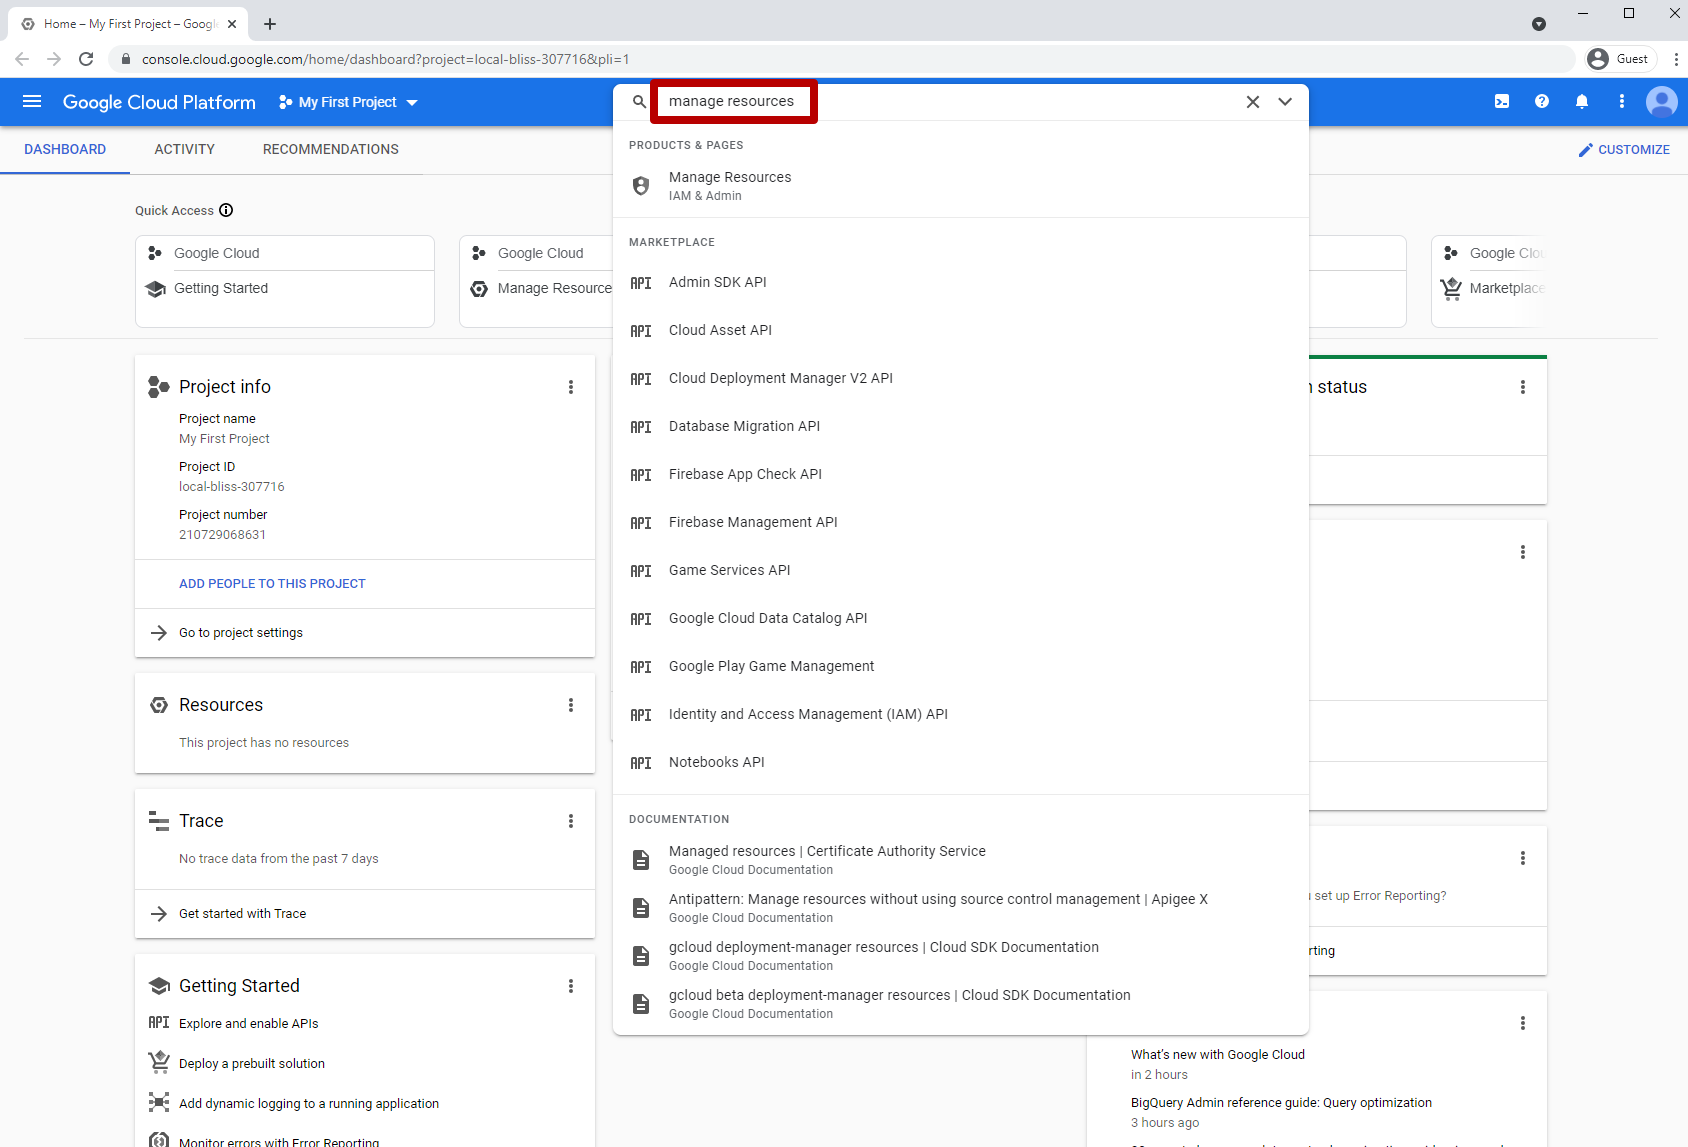 Home – My First Project – Google
console.cloud.google.com/home/dashboard?project=local-bliss-307716&pli=1
Guest
Google Cloud Platform
My First Project
manage resources
DASHBOARD
ACTIVITY
RECOMMENDATIONS
CUSTOMIZE
Quick Access
Google Cloud
Getting Started
Google Cloud
Manage Resource
Google Clou
Marketplace
PRODUCTS & PAGES
Manage Resources
IAM & Admin
MARKETPLACE
API Admin SDK API
API Cloud Asset API
API Cloud Deployment Manager V2 API
API Database Migration API
API Firebase App Check API
API Firebase Management API
API Game Services API
API Google Cloud Data Catalog API
API Google Play Game Management
API Identity and Access Management (IAM) API
API Notebooks API
DOCUMENTATION
Managed resources | Certificate Authority Service
Google Cloud Documentation
Antipattern: Manage resources without using source control management | Apigee X
Google Cloud Documentation
gcloud deployment-manager resources | Cloud SDK Documentation
Google Cloud Documentation
gcloud beta deployment-manager resources | Cloud SDK Documentation
Google Cloud Documentation
Project info
Project name
My First Project
Project ID
local-bliss-307716
Project number
210729068631
ADD PEOPLE TO THIS PROJECT
Go to project settings
Resources
This project has no resources
Trace
No trace data from the past 7 days
Get started with Trace
Getting Started
API Explore and enable APIs
Deploy a prebuilt solution
Add dynamic logging to a running application
Monitor errors with Error Reporting
status
set up Error Reporting?
rting
What's new with Google Cloud
in 2 hours
BigQuery Admin reference guide: Query optimization
3 hours ago